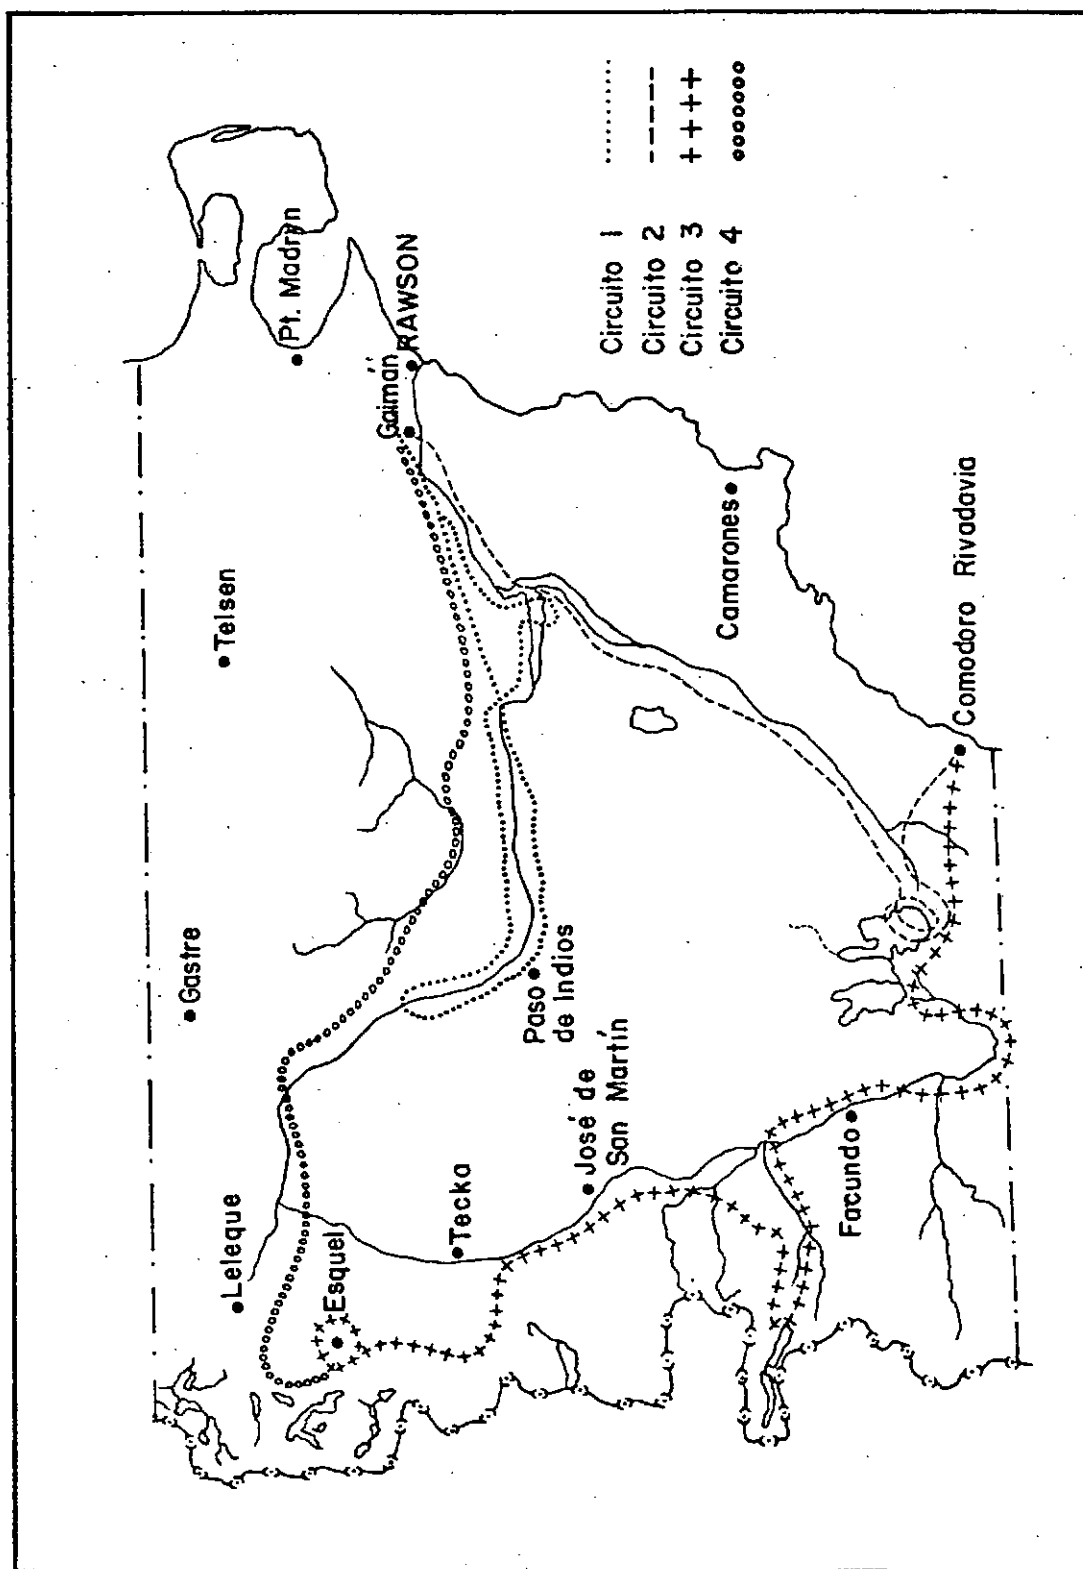 Leleque
Gastre
Telsen
Pt. Madryn
Esquel
Gaiman
RAWSON
Tecka
Paso
de Indios
José de
San Martín
Camarones
Facundo
Comodoro Rivadavia
Circuito 1
Circuito 2
Circuito 3
Circuito 4